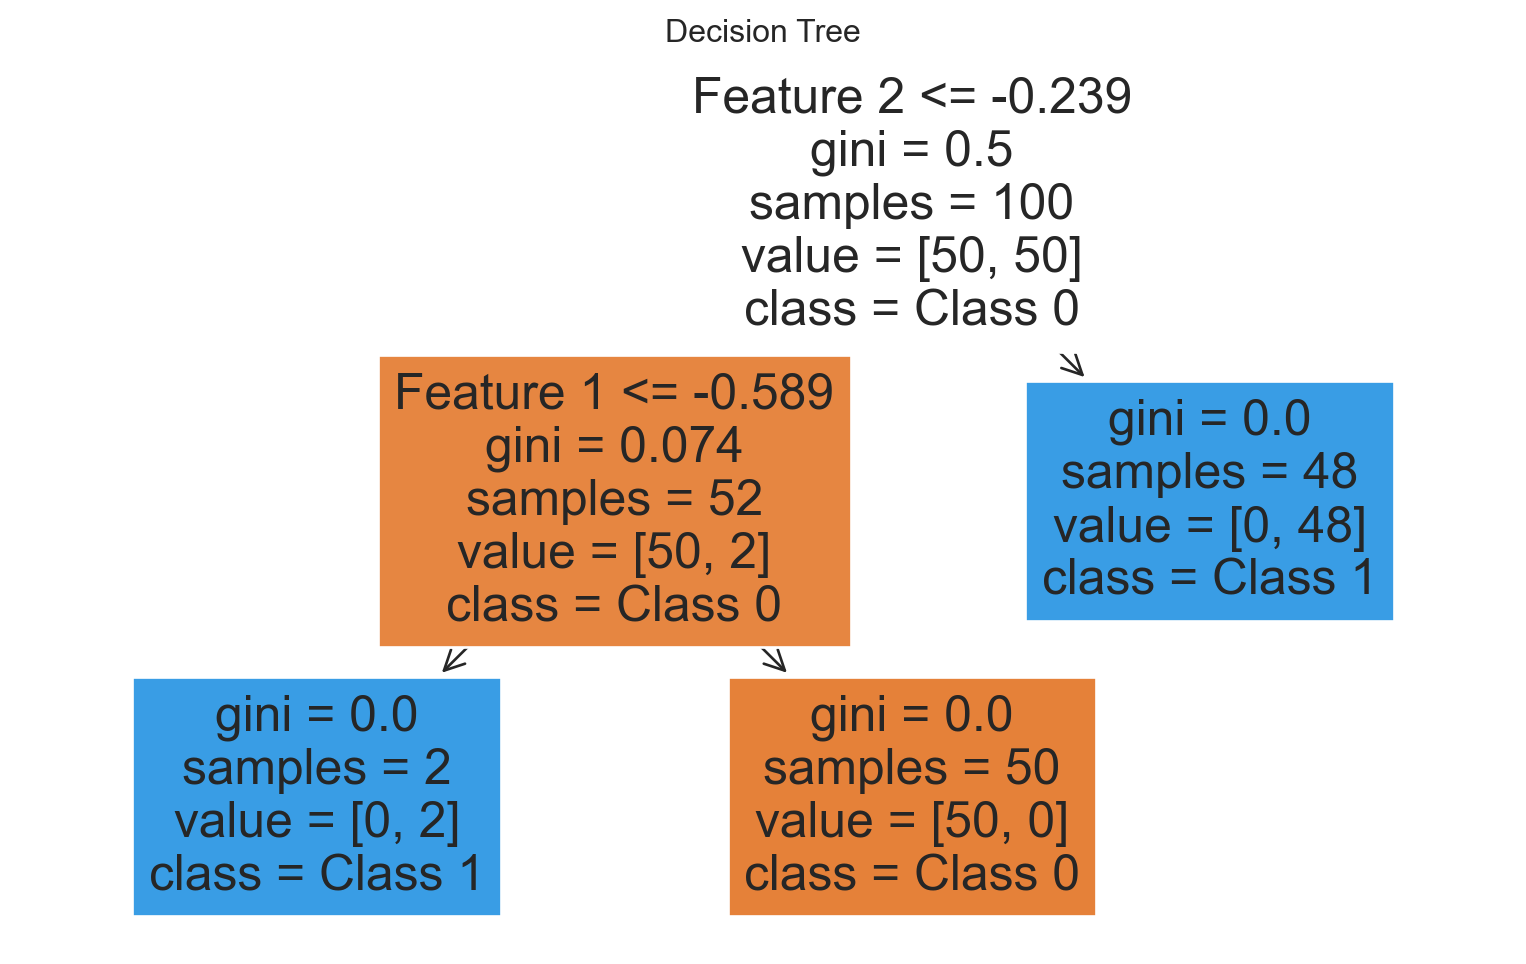 Decision Tree
Feature 2 <= -0.239
gini = 0.5
samples = 100
value = [50, 50]
class = Class 0
Feature 1 <= -0.589
gini = 0.074
samples = 52
value = [50, 2]
class = Class 0
gini = 0.0
samples = 48
value = [0, 48]
class = Class 1
gini = 0.0
samples = 2
value = [0, 2]
class = Class 1
gini = 0.0
samples = 50
value = [50, 0]
class = Class 0